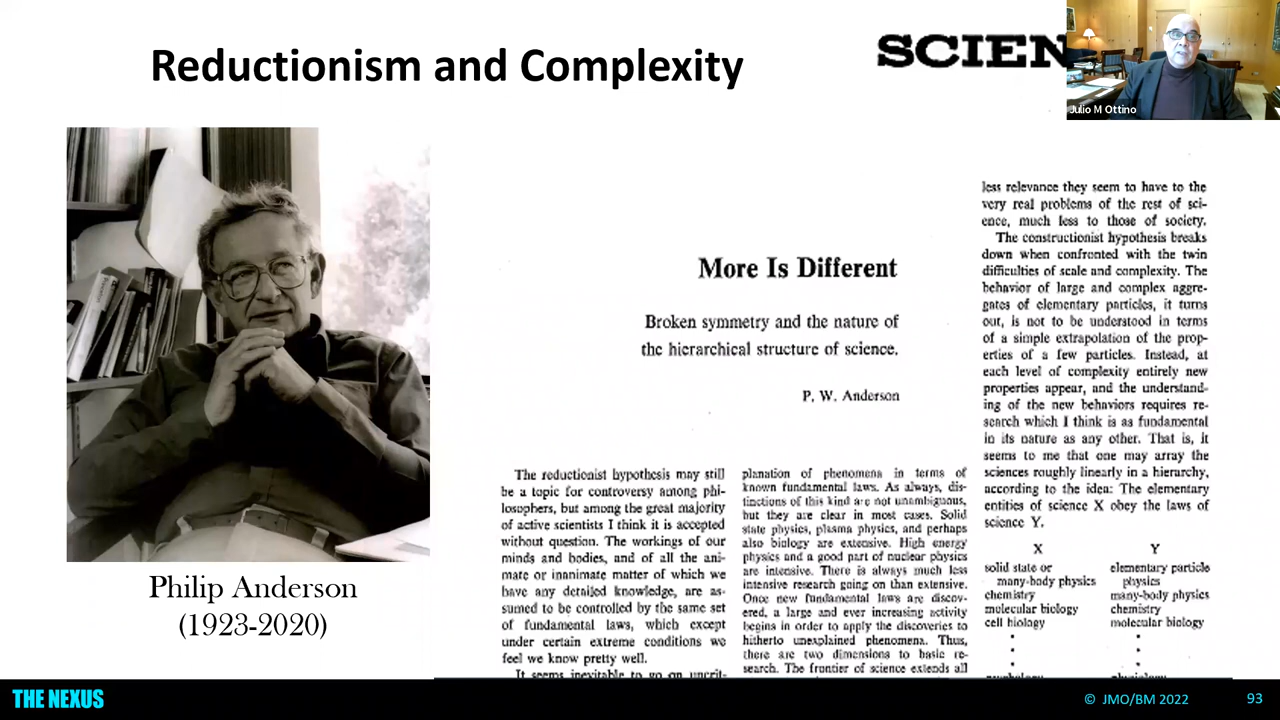 Reductionism and Complexity
SCIEN
Julio M Ottino
More Is Different
Broken symmetry and the nature of
the hierarchical structure of science.
P. W. Anderson
The reductionist hypothesis may still
be a topic for controversy among phi-
losophers, but among the great majority
of active scientists I think it is accepted
without question. The workings of our
minds and bodies, and of all the ani-
mate or inanimate matter of which we
have any detailed knowledge, are as-
sumed to be controlled by the same set
of fundamental laws, which except
under certain extreme conditions we
feel we know pretty well.
It seems inevitable to go on uncrit-
planation of phenomena in terms of
known fundamental laws. As always, dis-
tinctions of this kind are not unambiguous,
but they are clear in most cases. Solid
state physics, plasma physics, and perhaps
also biology are extensive. High energy
physics and a good part of nuclear physics
are intensive. There is always much less
intensive research going on than extensive.
Once new fundamental laws are discov-
ered, a large and ever increasing activity
begins in order to apply the discoveries to
hitherto unexplained phenomena. Thus,
there are two dimensions to basic re-
search. The frontier of science extends all
less relevance they seem to have to the
very real problems of the rest of sci-
ence, much less to those of society.
The constructionist hypothesis breaks
down when confronted with the twin
difficulties of scale and complexity. The
behavior of large and complex aggre-
gates of elementary particles, it turns
out, is not to be understood in terms
of a simple extrapolation of the prop-
erties of a few particles. Instead, at
each level of complexity entirely new
properties appear, and the understand-
ing of the new behaviors requires re-
search which I think is as fundamental
in its nature as any other. That is, it
seems to me that one may array the
sciences roughly linearly in a hierarchy,
according to the idea: The elementary
entities of science X obey the laws of
science Y.
X Y
solid state or elementary particle
many-body physics physics
chemistry many-body physics
molecular biology chemistry
cell biology molecular biology
Philip Anderson
(1923-2020)
THE NEXUS
© JMO/BM 2022
93